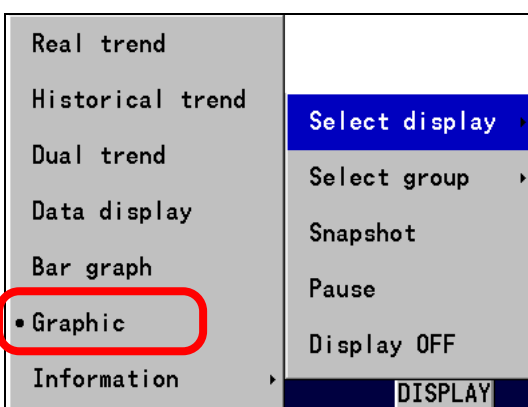 Real trend
Historical trend
Dual trend
Data display
Bar graph
Graphic
Information
Select display
Select group
Snapshot
Pause
Display OFF
DISPLAY